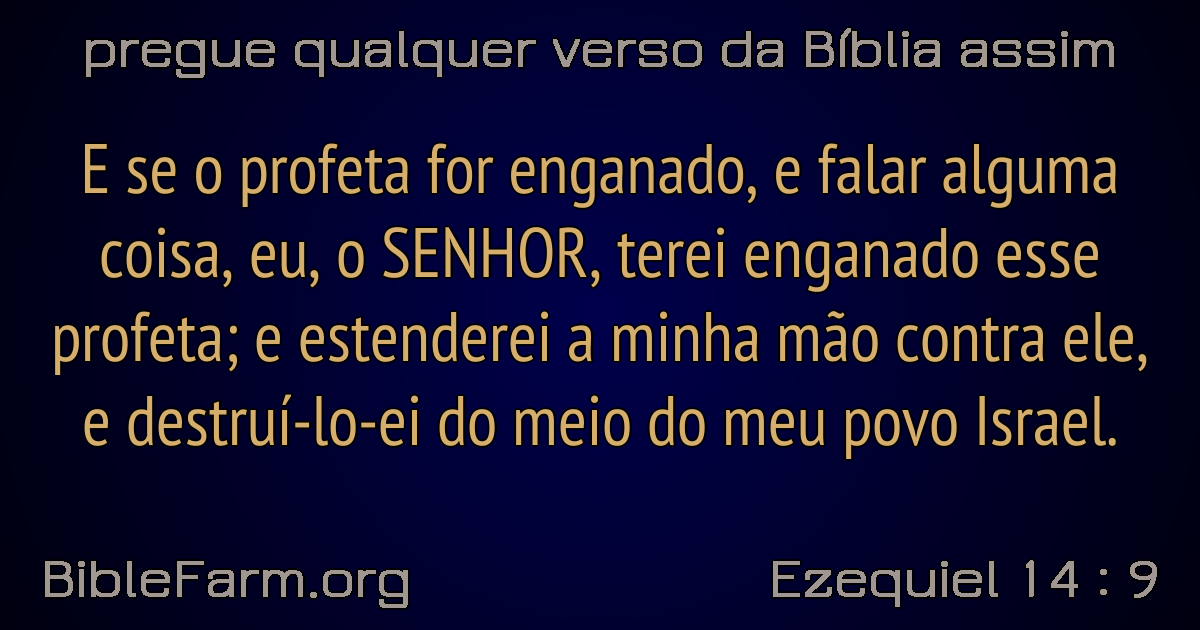 pregue qualquer verso da Bíblia assim
E se o profeta for enganado, e falar alguma
coisa, eu, o SENHOR, terei enganado esse
profeta; e estenderei a minha mão contra ele,
e destruí-lo-ei do meio do meu povo Israel.
BibleFarm.org
Ezequiel 14 : 9